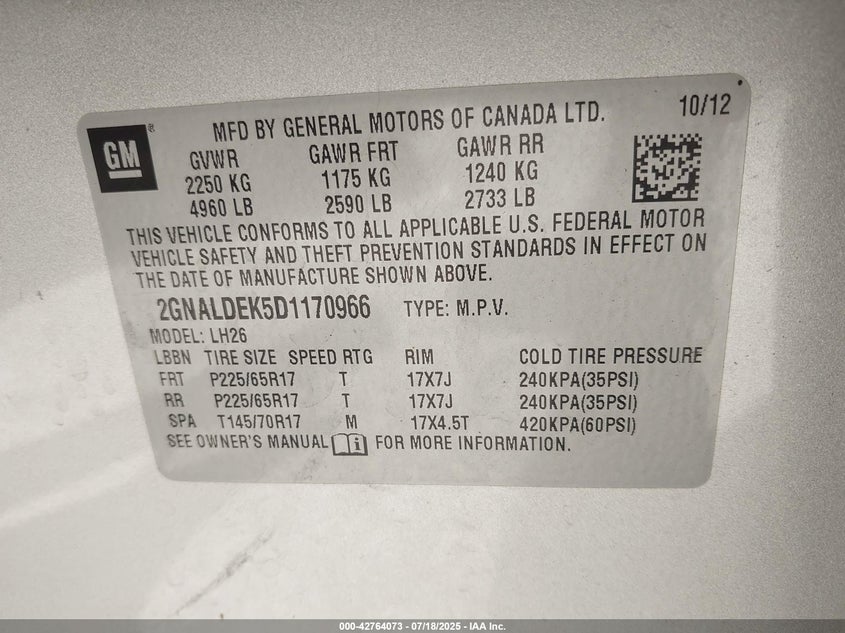 GM ®
MFD BY GENERAL MOTORS OF CANADA LTD. 10/12
GVWR GAWR FRT GAWR RR
2250 KG 1175 KG 1240 KG
4960 LB 2590 LB 2733 LB
THIS VEHICLE CONFORMS TO ALL APPLICABLE U.S. FEDERAL MOTOR
VEHICLE SAFETY AND THEFT PREVENTION STANDARDS IN EFFECT ON
THE DATE OF MANUFACTURE SHOWN ABOVE.
2GNALDEK5D1170966 TYPE: M.P.V.
MODEL: LH26
LBBN TIRE SIZE SPEED RTG RIM COLD TIRE PRESSURE
FRT P225/65R17 T 17X7J 240KPA(35PSI)
RR P225/65R17 T 17X7J 240KPA(35PSI)
SPA T145/70R17 M 17X4.5T 420KPA(60PSI)
SEE OWNER'S MANUAL i FOR MORE INFORMATION.
000-42764073 - 07/18/2025 - IAA Inc.